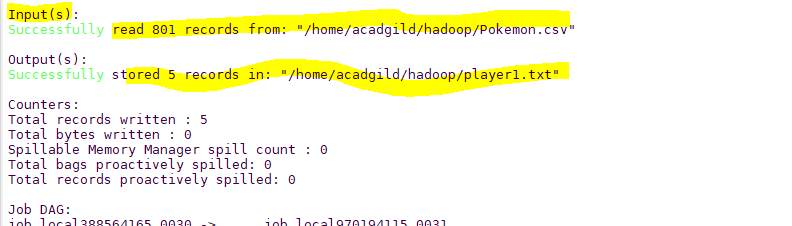 Input(s):
Successfully read 801 records from: "/home/acadgild/hadoop/Pokemon.csv"
Output(s):
Successfully stored 5 records in: "/home/acadgild/hadoop/player1.txt"
Counters:
Total records written : 5
Total bytes written : 0
Spillable Memory Manager spill count : 0
Total bags proactively spilled: 0
Total records proactively spilled: 0
Job DAG:
job_local388564165_0030 -> job_local970194115_0031,